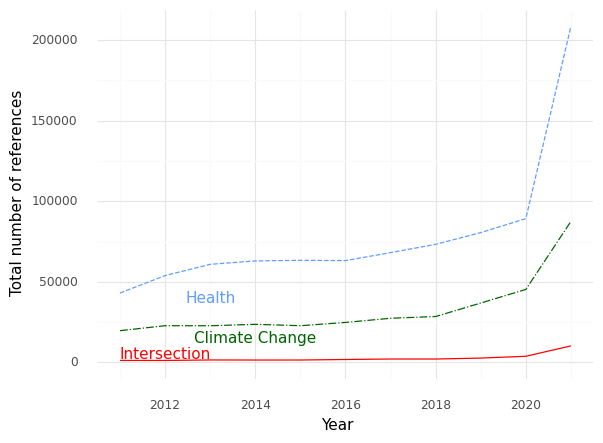 200000
150000
100000
50000
0
Total number of references
Health
Climate Change
Intersection
2012 2014 2016 2018 2020
Year